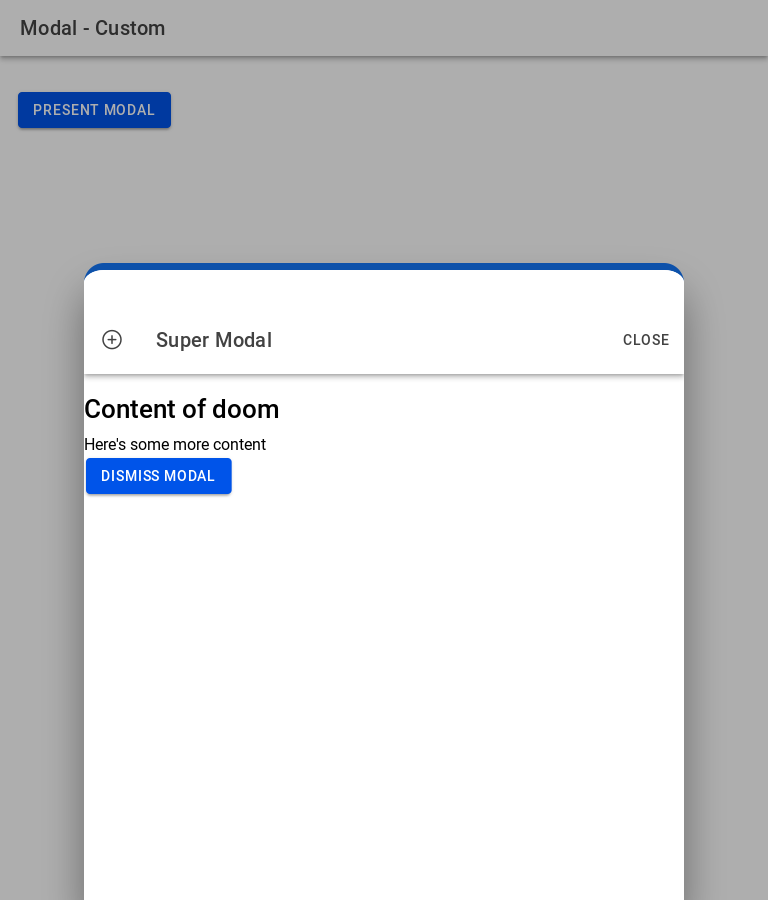 Modal - Custom
PRESENT MODAL
Super Modal
CLOSE
Content of doom
Here's some more content
DISMISS MODAL